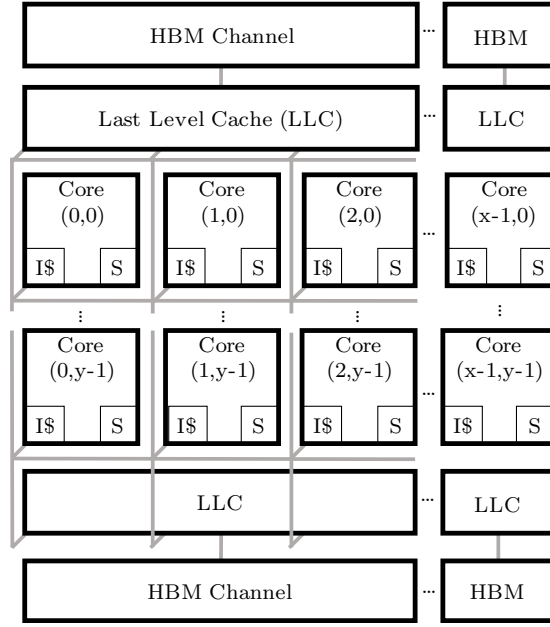 HBM Channel ... HBM
Last Level Cache (LLC) ... LLC
Core Core Core Core
(0,0) (1,0) (2,0) ... (x-1,0)
I$ S I$ S I$ S I$ S
... ... ... ...
Core Core Core Core
(0,y-1) (1,y-1) (2,y-1) ... (x-1,y-1)
I$ S I$ S I$ S I$ S
LLC ... LLC
HBM Channel ... HBM